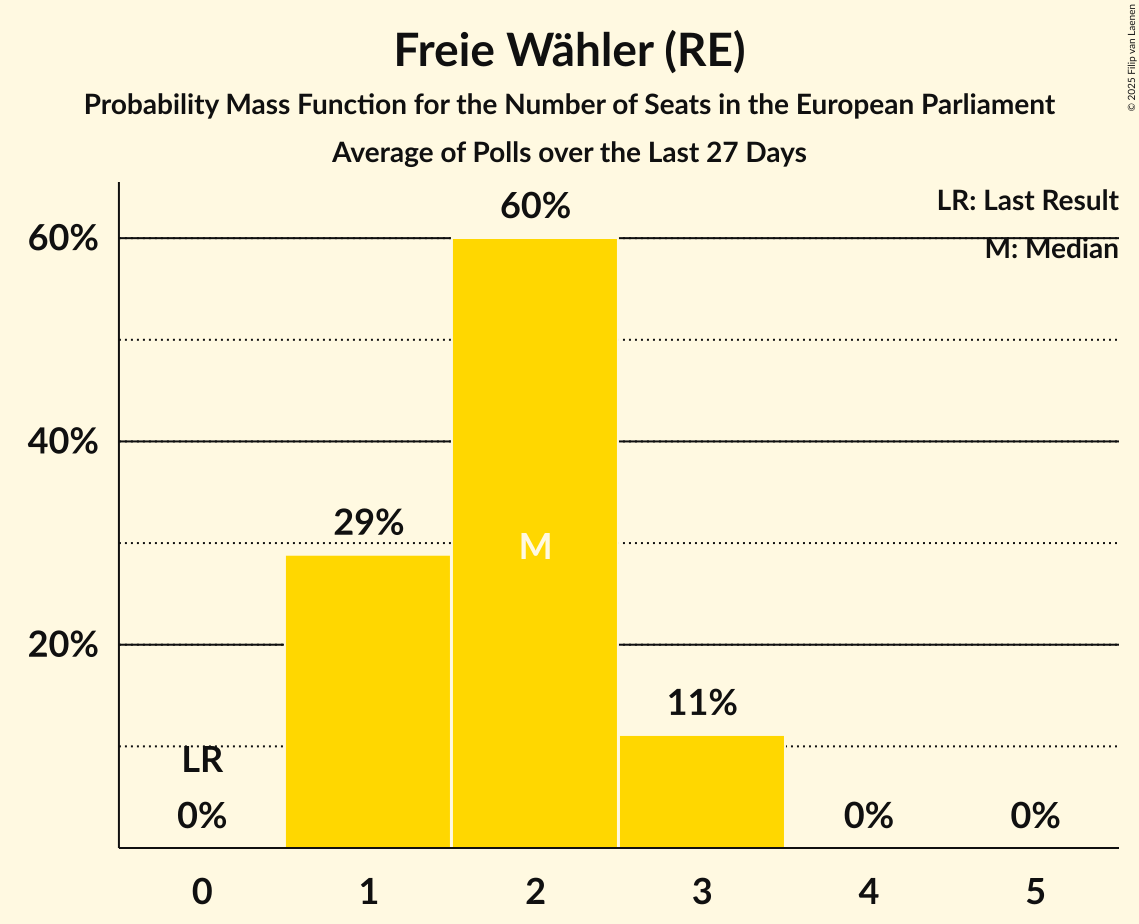 Freie Wähler (RE)
Probability Mass Function for the Number of Seats in the European Parliament
Average of Polls over the Last 27 Days
© 2025 Filip van Laenen
LR: Last Result
M: Median
60%
40%
20%
LR
0%
29%
60%
M
11%
0%
0%
0 1 2 3 4 5